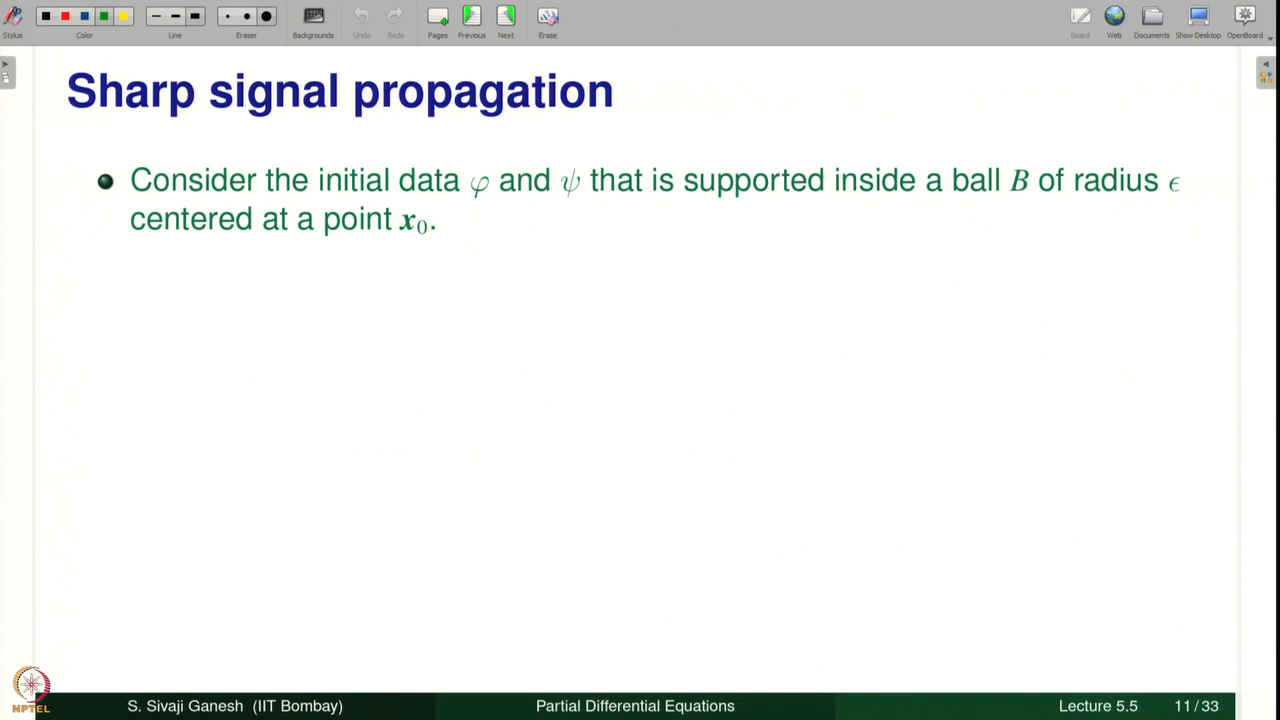 Stylus Color Line Eraser Backgrounds Undo Redo Pages Previous Next Erase Board Web Documents Show Desktop OpenBoard
Sharp signal propagation
Consider the initial data φ and ψ that is supported inside a ball B of radius ϵ
centered at a point x₀.
NPTEL
S. Sivaji Ganesh (IIT Bombay) Partial Differential Equations Lecture 5.5 11/33